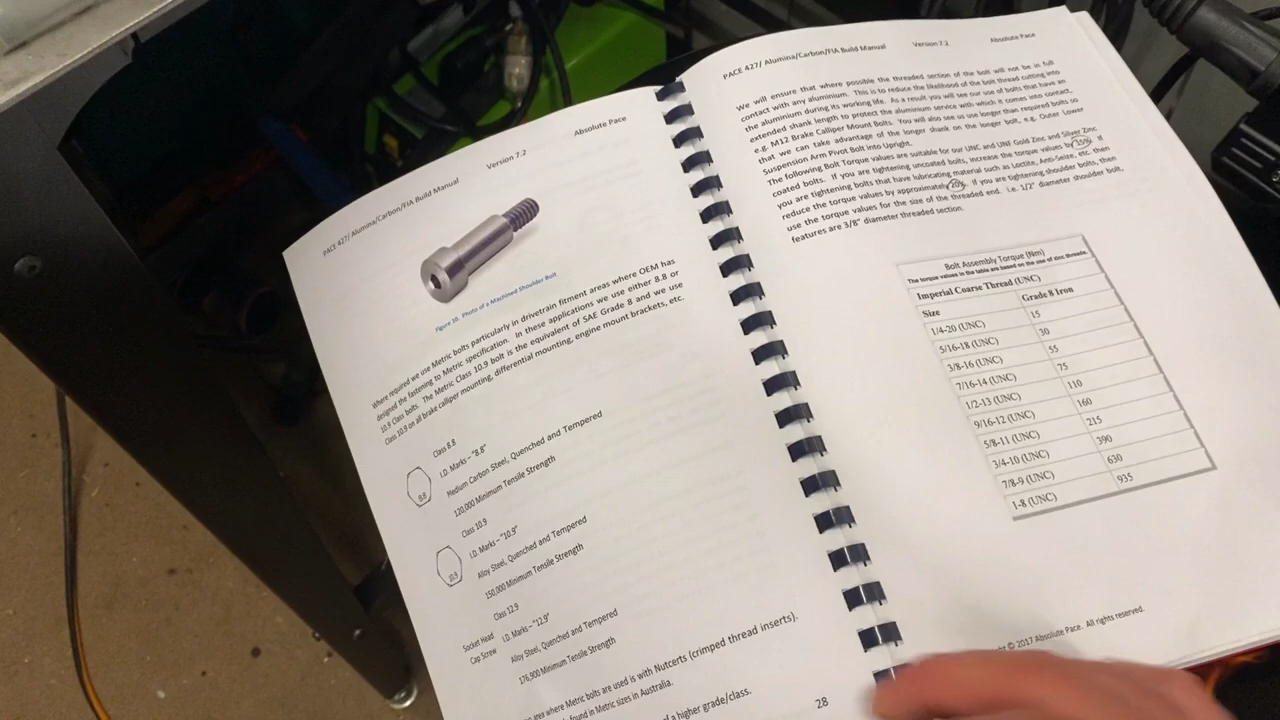 PACE 427/ Alumina/Carbon/FIA Build Manual Version 7.2 Absolute Pace
Figure 10. Photo of a Machined Shoulder Bolt
Where required we use Metric bolts particularly in drivetrain fitment areas where OEM has
designed the fastening to Metric specification. In these applications we use either 8.8 or
10.9 Class bolts. The Metric Class 10.9 bolt is the equivalent of SAE Grade 8 and we use
Class 10.9 on all brake calliper mounting, differential mounting, engine mount brackets, etc.
Class 8.8
I.D. Marks – "8.8"
8.8
Medium Carbon Steel, Quenched and Tempered
120,000 Minimum Tensile Strength
Class 10.9
I.D. Marks – "10.9"
10.9
Alloy Steel, Quenched and Tempered
150,000 Minimum Tensile Strength
Class 12.9
Socket Head
Cap Screw
I.D. Marks – "12.9"
Alloy Steel, Quenched and Tempered
176,900 Minimum Tensile Strength
area where Metric bolts are used is with Nutcerts (crimped thread inserts).
found in Metric sizes in Australia.
of a higher grade/class.
28
PACE 427/ Alumina/Carbon/FIA Build Manual Version 7.2 Absolute Pace
We will ensure that where possible the threaded section of the bolt will not be in full
contact with any aluminium. This is to reduce the likelihood of the bolt thread cutting into
the aluminium during its working life. As a result you will see our use of bolts that have an
extended shank length to protect the aluminium service with which it comes into contact,
e.g. M12 Brake Calliper Mount Bolts. You will also see us use longer than required bolts so
that we can take advantage of the longer shank on the longer bolt, e.g. Outer Lower
Suspension Arm Pivot Bolt into Upright.
The following Bolt Torque values are suitable for our UNC and UNF Gold Zinc and Silver Zinc
coated bolts. If you are tightening uncoated bolts, increase the torque values by 15%. If
you are tightening bolts that have lubricating material such as Loctite, Anti-Seize, etc. then
reduce the torque values by approximately 20%. If you are tightening shoulder bolts, then
use the torque values for the size of the threaded end. i.e. 1/2" diameter shoulder bolt,
features are 3/8" diameter threaded section.
Bolt Assembly Torque (Nm)
The torque values in the table are based on the use of zinc threads.
Imperial Coarse Thread (UNC)
Size Grade 8 Iron
1/4-20 (UNC) 15
5/16-18 (UNC) 30
3/8-16 (UNC) 55
7/16-14 (UNC) 75
1/2-13 (UNC) 110
9/16-12 (UNC) 160
5/8-11 (UNC) 215
3/4-10 (UNC) 390
7/8-9 (UNC) 630
1-8 (UNC) 935
© 2017 Absolute Pace. All rights reserved.